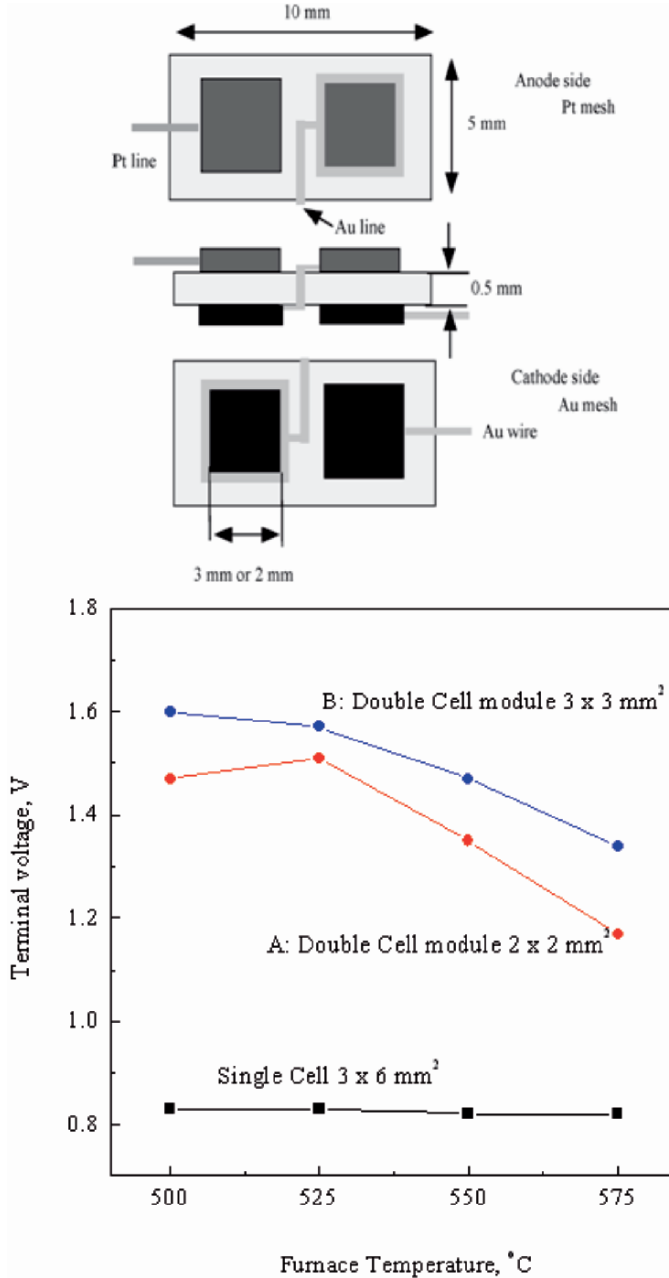 10 mm
Anode side
Pt mesh
5 mm
Pt line
Au line
0.5 mm
Cathode side
Au mesh
Au wire
3 mm or 2 mm
1.8
B: Double Cell module 3 x 3 mm²
1.6
1.4
1.2
A: Double Cell module 2 x 2 mm²
1.0
Single Cell 3 x 6 mm²
0.8
500 525 550 575
Terminal voltage, V
Furnace Temperature, °C